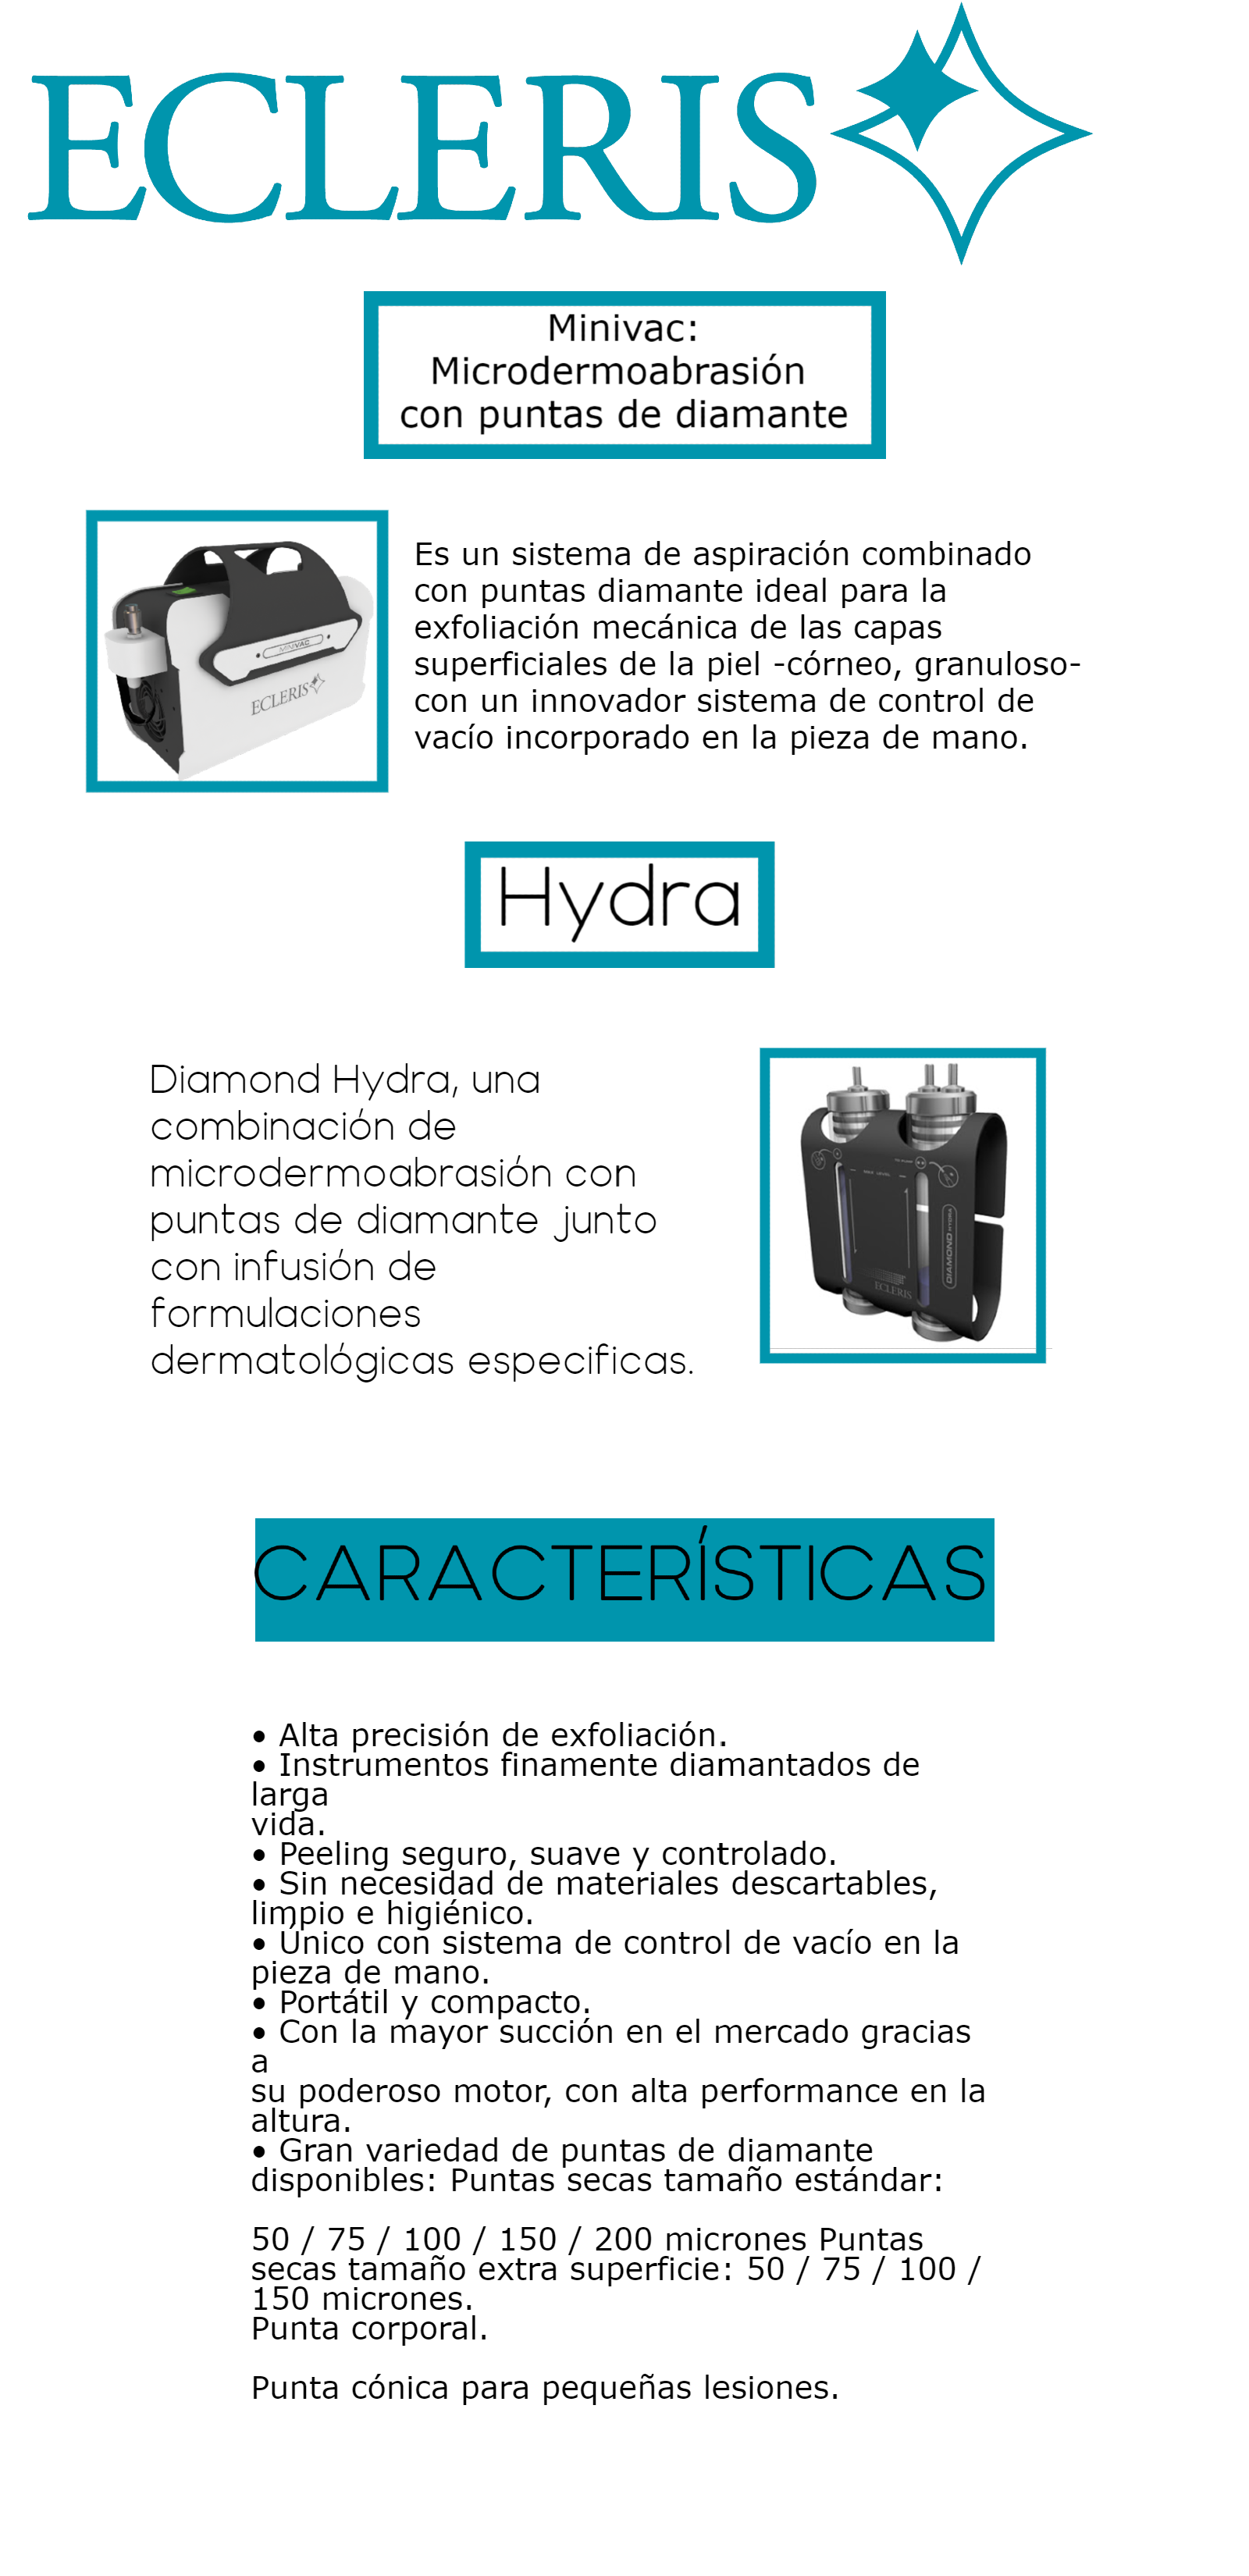 ECLERIS
Minivac:
Microdermoabrasión
con puntas de diamante
Es un sistema de aspiración combinado
con puntas diamante ideal para la
exfoliación mecánica de las capas
superficiales de la piel -córneo, granuloso-
con un innovador sistema de control de
vacío incorporado en la pieza de mano.
MINIVAC
ECLERIS
Hydra
Diamond Hydra, una
combinación de
microdermoabrasión con
puntas de diamante junto
con infusión de
formulaciones
dermatológicas especificas.
DIAMOND HYDRA
ECLERIS
CARACTERÍSTICAS
• Alta precisión de exfoliación.
• Instrumentos finamente diamantados de
larga
vida.
• Peeling seguro, suave y controlado.
• Sin necesidad de materiales descartables,
limpio e higiénico.
• Único con sistema de control de vacío en la
pieza de mano.
• Portátil y compacto.
• Con la mayor succión en el mercado gracias
a
su poderoso motor, con alta performance en la
altura.
• Gran variedad de puntas de diamante
disponibles: Puntas secas tamaño estándar:
50 / 75 / 100 / 150 / 200 micrones Puntas
secas tamaño extra superficie: 50 / 75 / 100 /
150 micrones.
Punta corporal.
Punta cónica para pequeñas lesiones.